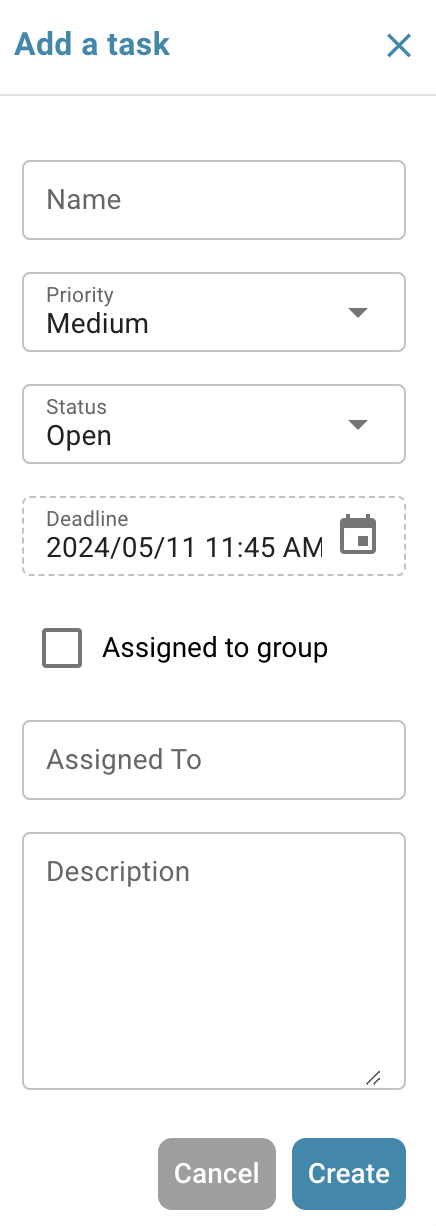 Add a task
Name
Priority
Medium
Status
Open
Deadline
2024/05/11 11:45 AM
Assigned to group
Assigned To
Description
Cancel
Create